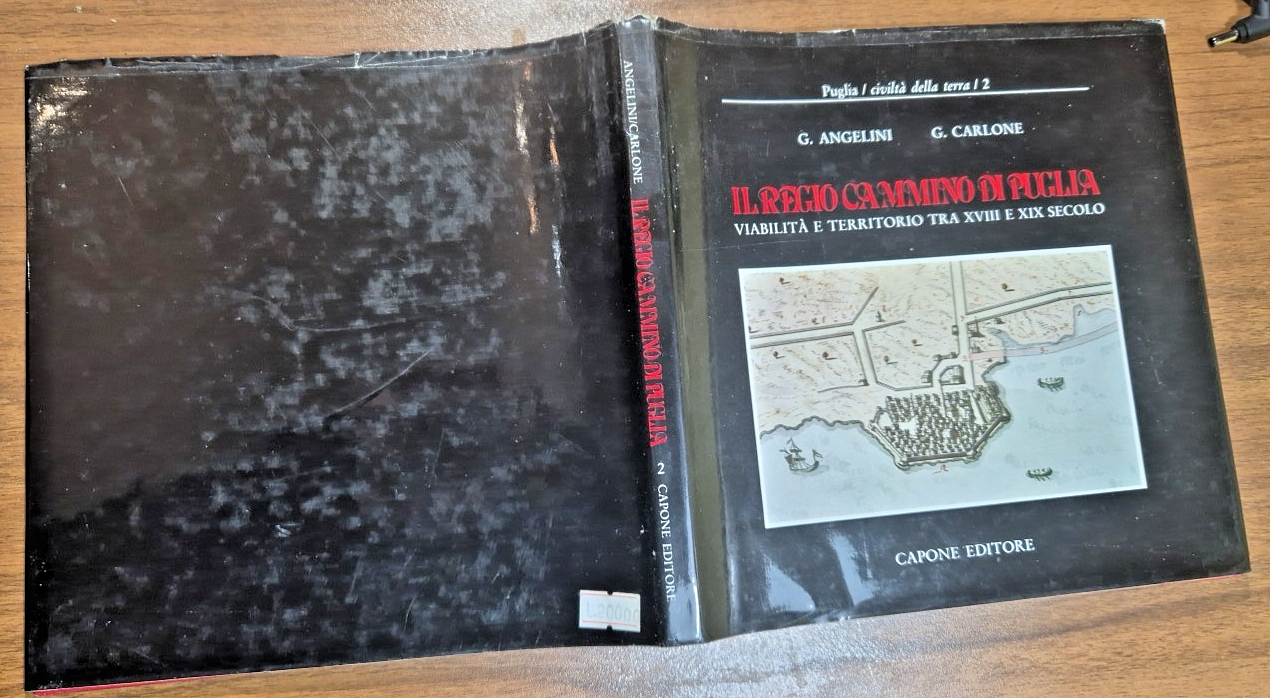 Puglia / civiltà della terra / 2
G. ANGELINI G. CARLONE
IL REGIO CAMMINO DI PUGLIA
VIABILITÀ E TERRITORIO TRA XVIII E XIX SECOLO
CAPONE EDITORE
ANGELINI/CARLONE IL REGIO CAMMINO DI PUGLIA 2 CAPONE EDITORE
L.20000